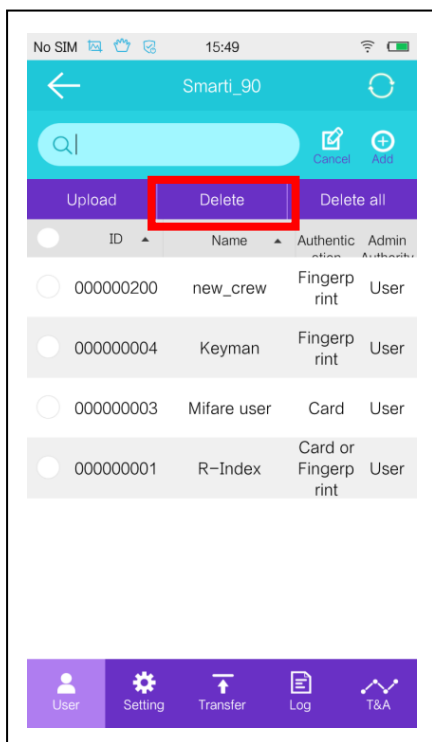 No SIM 15:49
Smarti_90
Cancel Add
Upload Delete Delete all
ID Name Authentic Admin
ation Authority
000000200 new_crew Fingerp User
rint
000000004 Keyman Fingerp User
rint
000000003 Mifare user Card User
Card or
000000001 R-Index Fingerp User
rint
User Setting Transfer Log T&A